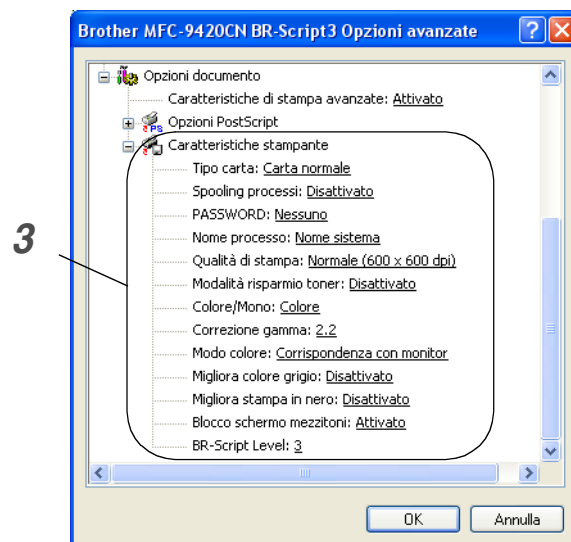 Brother MFC-9420CN BR-Script3 Opzioni avanzate
Opzioni documento
Caratteristiche di stampa avanzate: Attivato
PS Opzioni PostScript
Caratteristiche stampante
Tipo carta: Carta normale
Spooling processi: Disattivato
PASSWORD: Nessuno
Nome processo: Nome sistema
3
Qualità di stampa: Normale (600 x 600 dpi)
Modalità risparmio toner: Disattivato
Colore/Mono: Colore
Correzione gamma: 2.2
Modo colore: Corrispondenza con monitor
Migliora colore grigio: Disattivato
Migliora stampa in nero: Disattivato
Blocco schermo mezzitoni: Attivato
BR-Script Level: 3
OK Annulla